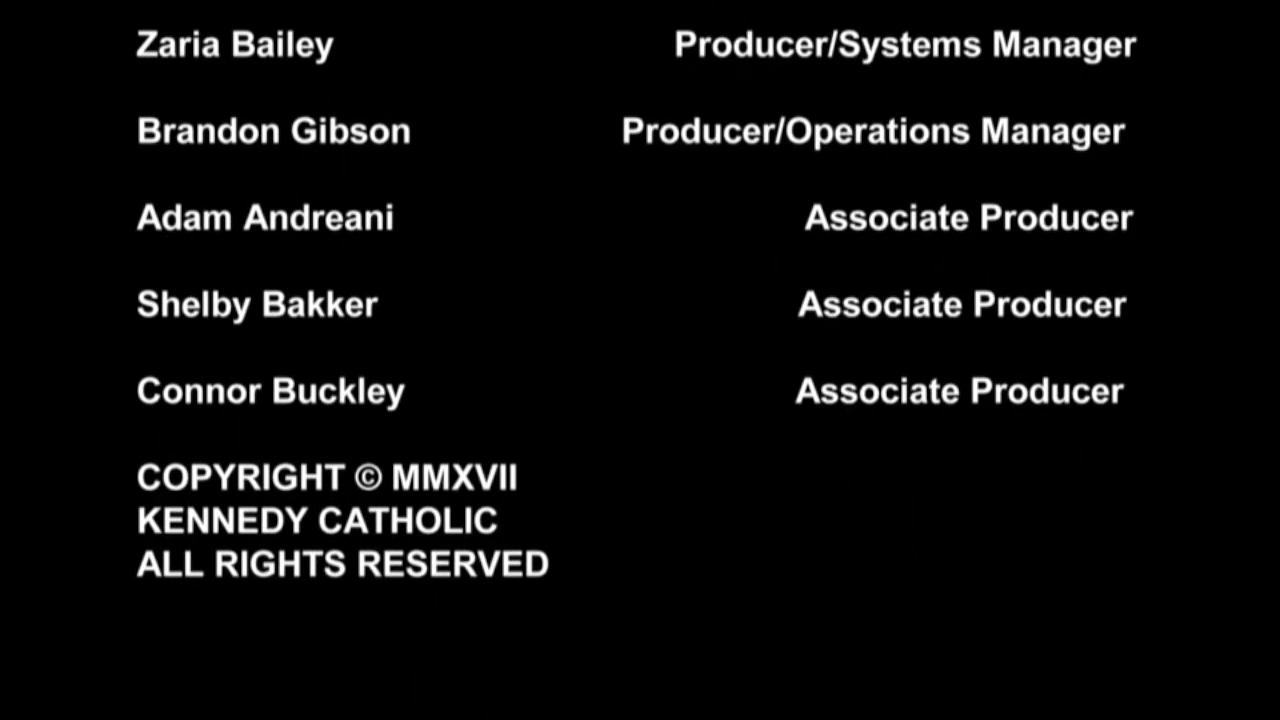 Zaria Bailey Producer/Systems Manager
Brandon Gibson Producer/Operations Manager
Adam Andreani Associate Producer
Shelby Bakker Associate Producer
Connor Buckley Associate Producer
COPYRIGHT © MMXVII
KENNEDY CATHOLIC
ALL RIGHTS RESERVED